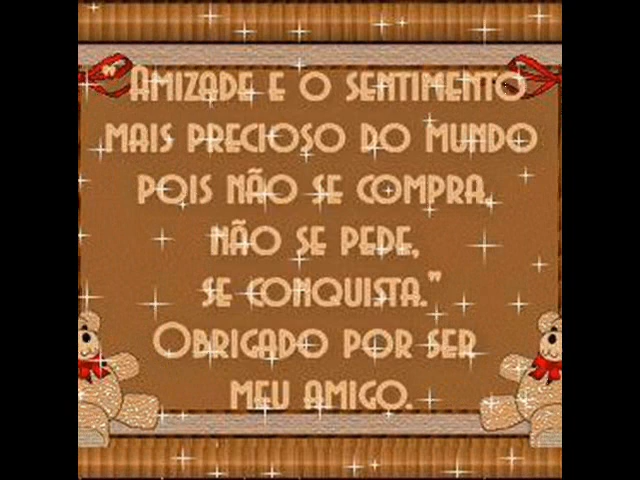 "Amizade e o sentimento
mais precioso do mundo
pois não se compra,
não se pede,
se conquista."
Obrigado por ser
meu amigo.